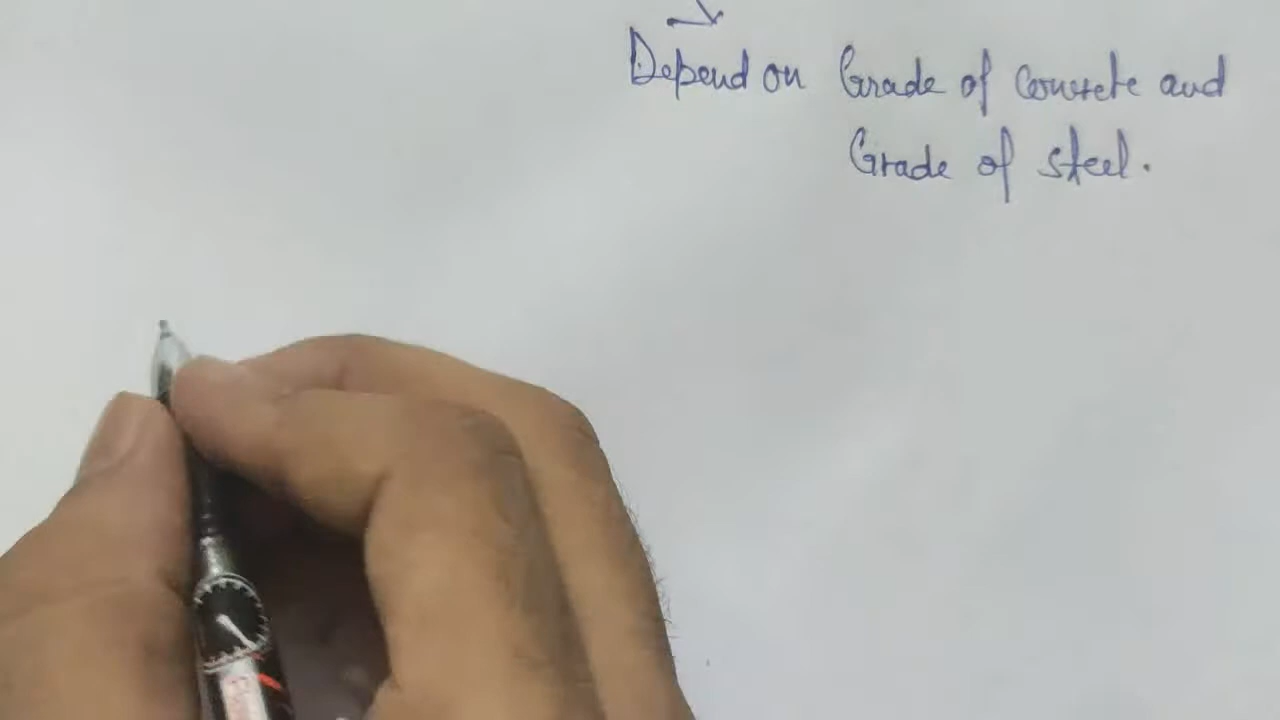 Depend on Grade of concrete and
Grade of steel.